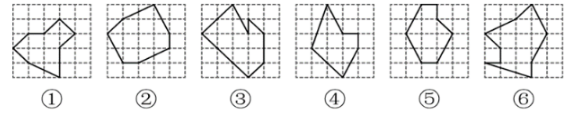 ① ② ③ ④ ⑤ ⑥